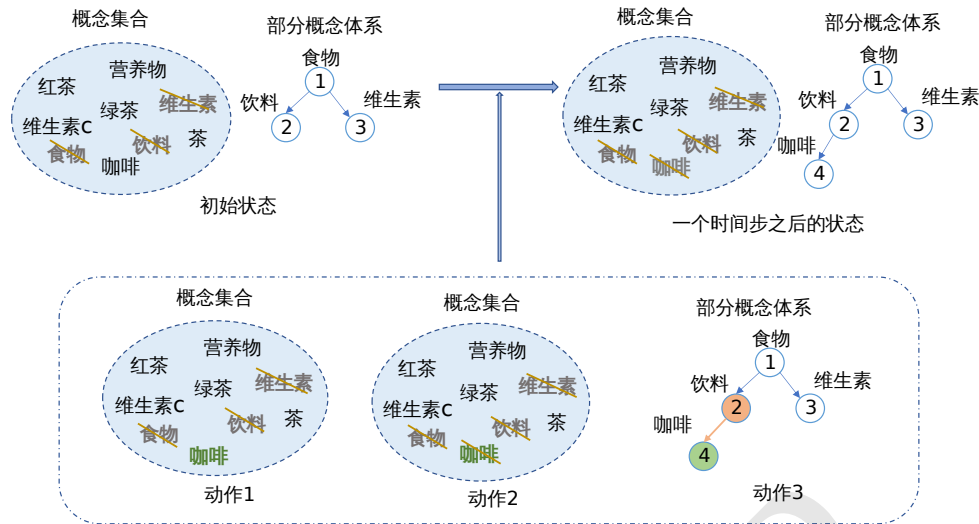 概念集合
红茶
营养物
维生素
绿茶
维生素c
饮料
茶
食物
咖啡
部分概念体系
食物
1
饮料
维生素
2
3
初始状态
概念集合
红茶
营养物
维生素
绿茶
维生素c
饮料
茶
食物
咖啡
部分概念体系
食物
1
饮料
维生素
2
3
咖啡
4
一个时间步之后的状态
概念集合
红茶
营养物
维生素
绿茶
维生素c
饮料
茶
食物
咖啡
动作1
概念集合
红茶
营养物
维生素
绿茶
维生素c
饮料
茶
食物
咖啡
动作2
部分概念体系
食物
1
饮料
维生素
2
3
咖啡
4
动作3